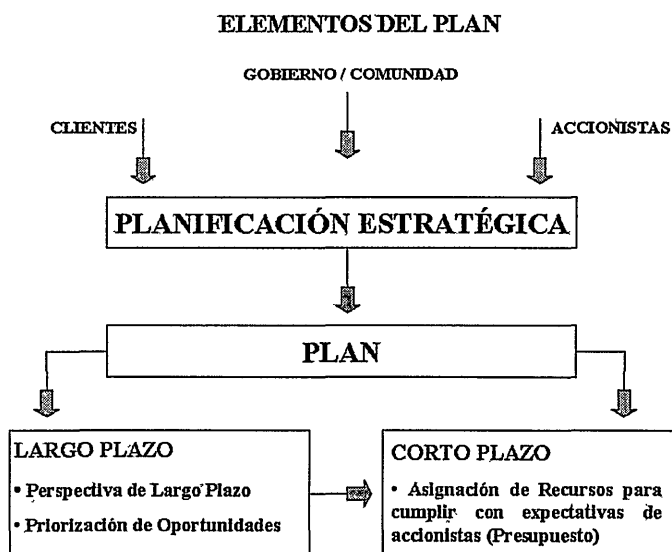 ELEMENTOS DEL PLAN
GOBIERNO / COMUNIDAD
CLIENTES
ACCIONISTAS
PLANIFICACIÓN ESTRATÉGICA
PLAN
LARGO PLAZO
• Perspectiva de Largo Plazo
• Priorización de Oportunidades
CORTO PLAZO
• Asignación de Recursos para
cumplir con expectativas de
accionistas (Presupuesto)